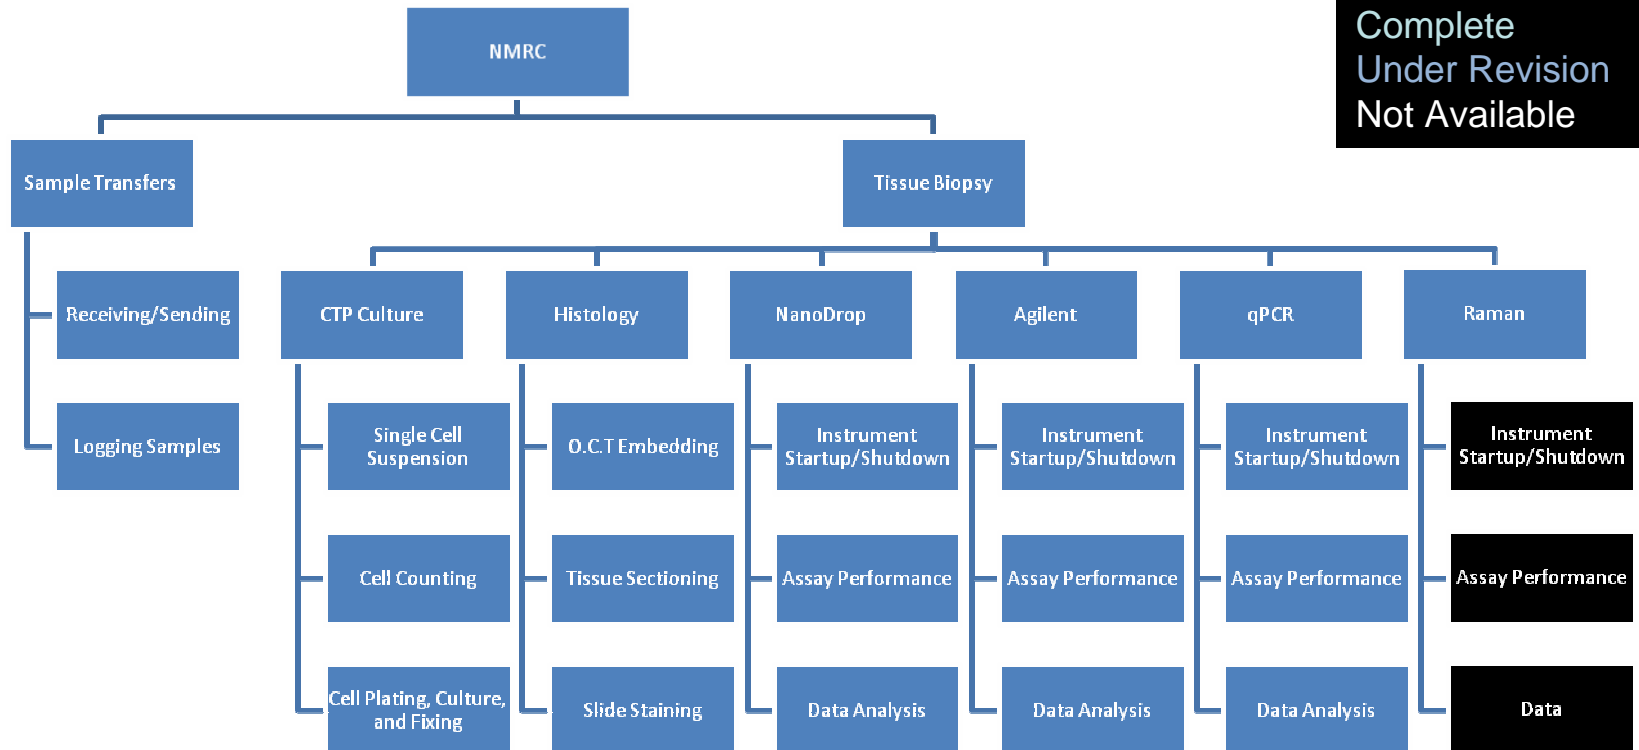 NMRC
Complete
Under Revision
Not Available
Sample Transfers
Tissue Biopsy
Receiving/Sending
Logging Samples
CTP Culture
Histology
NanoDrop
Agilent
qPCR
Raman
Single Cell
Suspension
O.C.T Embedding
Instrument
Startup/Shutdown
Instrument
Startup/Shutdown
Instrument
Startup/Shutdown
Instrument
Startup/Shutdown
Cell Counting
Tissue Sectioning
Assay Performance
Assay Performance
Assay Performance
Assay Performance
Cell Plating, Culture,
and Fixing
Slide Staining
Data Analysis
Data Analysis
Data Analysis
Data